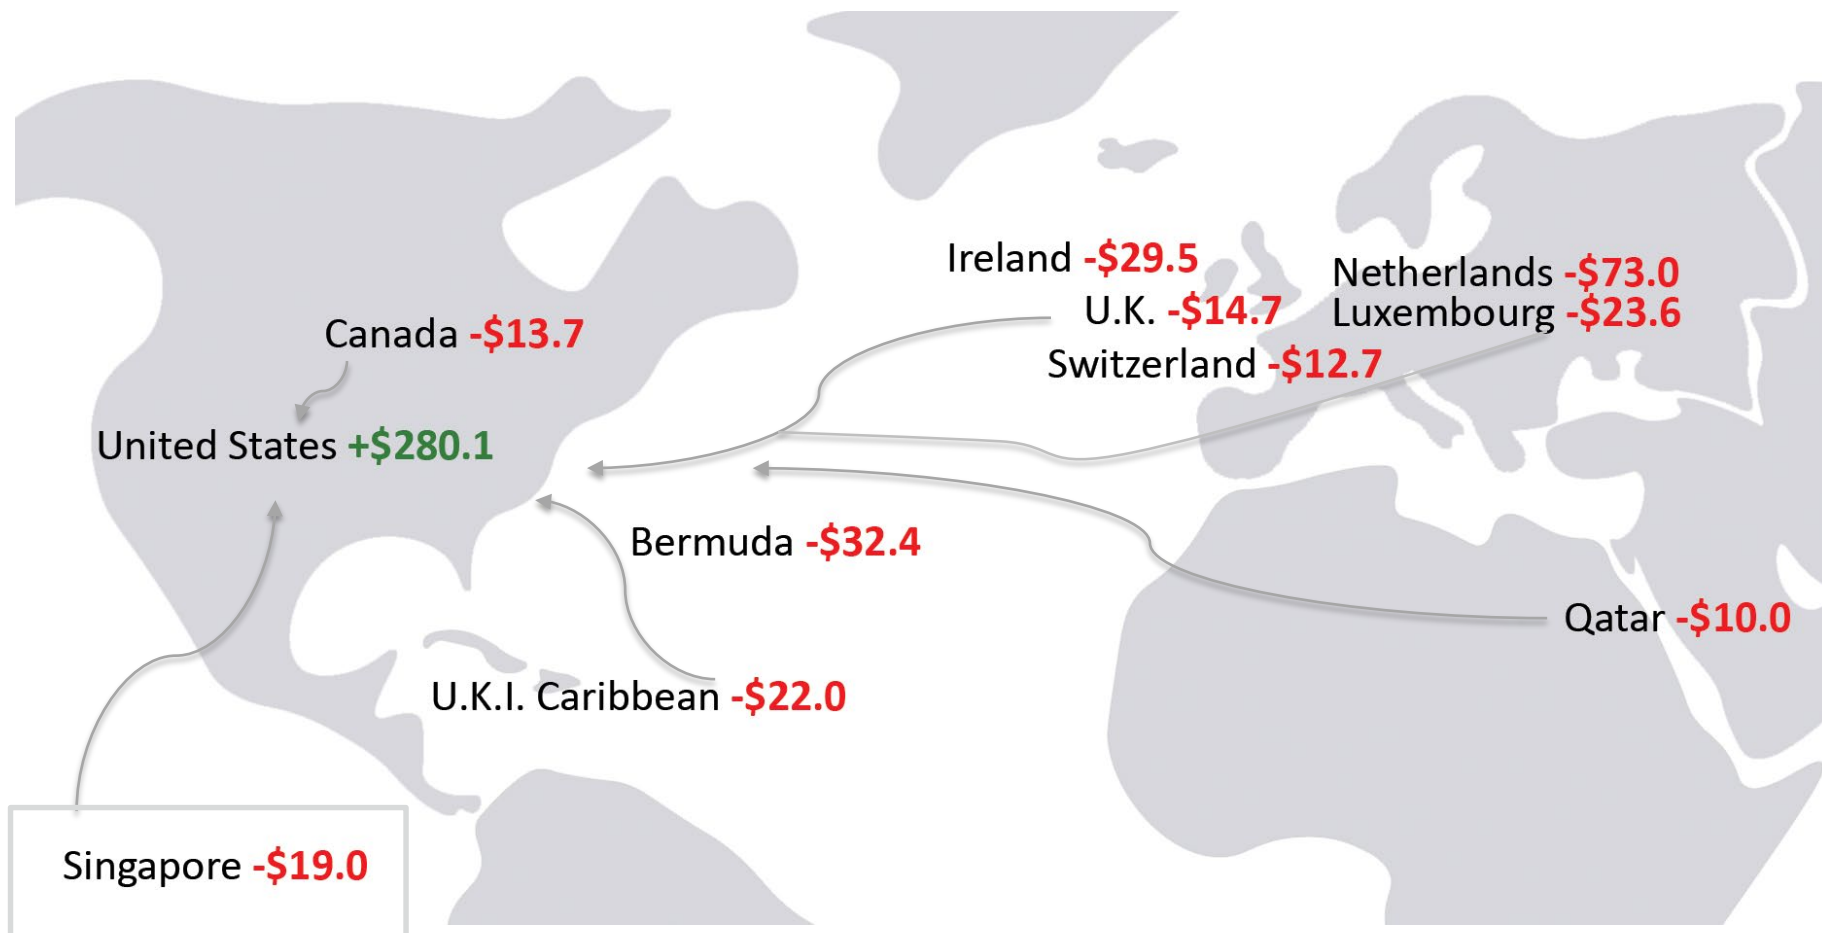 Ireland -$29.5
Netherlands -$73.0
U.K. -$14.7
Luxembourg -$23.6
Canada -$13.7
Switzerland -$12.7
United States +$280.1
Bermuda -$32.4
Qatar -$10.0
U.K.I. Caribbean -$22.0
Singapore -$19.0